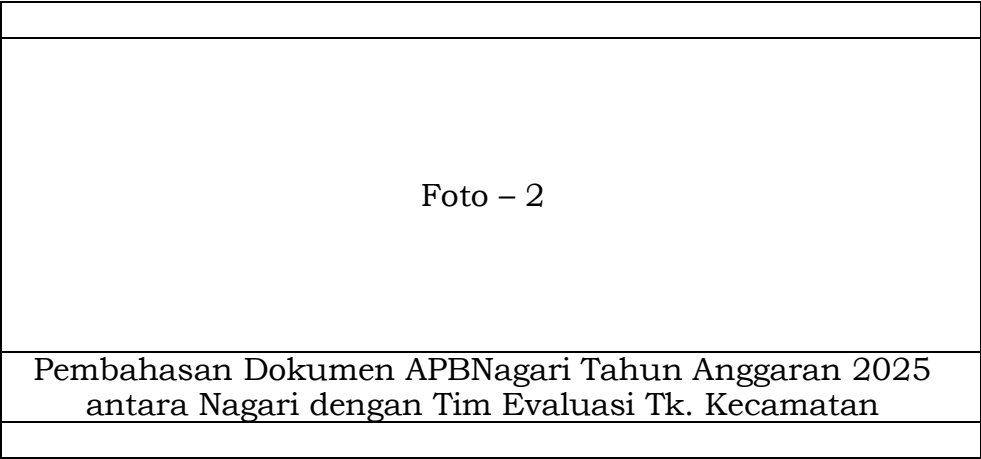 Foto – 2
Pembahasan Dokumen APBNagari Tahun Anggaran 2025
antara Nagari dengan Tim Evaluasi Tk. Kecamatan